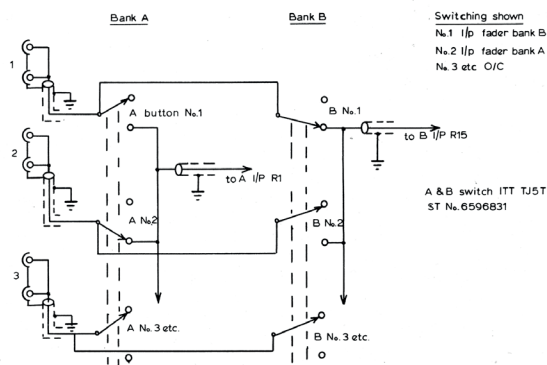 Bank A
Bank B
Switching shown
No.1 I/p fader bank B
No.2 I/p fader bank A
No.3 etc O/C
1
A button No.1
B No.1
to B I/P R15
2
to A I/P R1
A & B switch ITT TJ5T
ST No.6596831
A No.2
B No.2
3
A No.3 etc.
B No.3 etc.